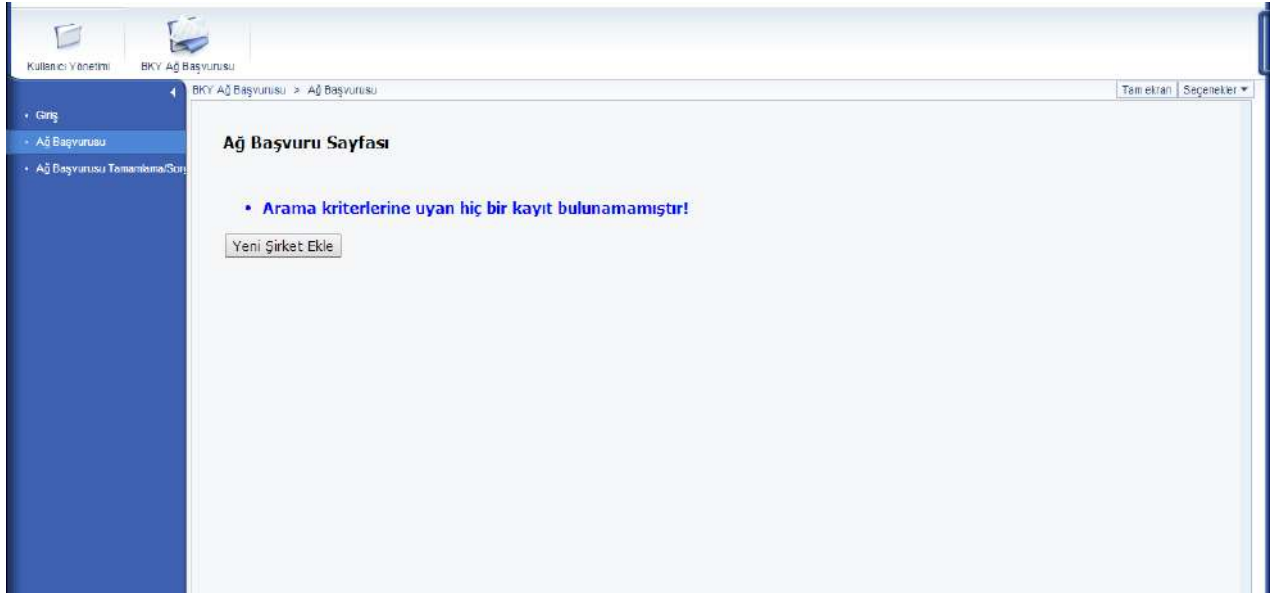 Kullanıcı Yönetimi
BKY Ağ Başvurusu
BKY Ağ Başvurusu > Ağ Başvurusu
Tam ekran
Seçenekler
Giriş
Ağ Başvurusu
Ağ Başvurusu Tamamlama/Sor
Ağ Başvuru Sayfası
• Arama kriterlerine uyan hiç bir kayıt bulunamamıştır!
Yeni Şirket Ekle